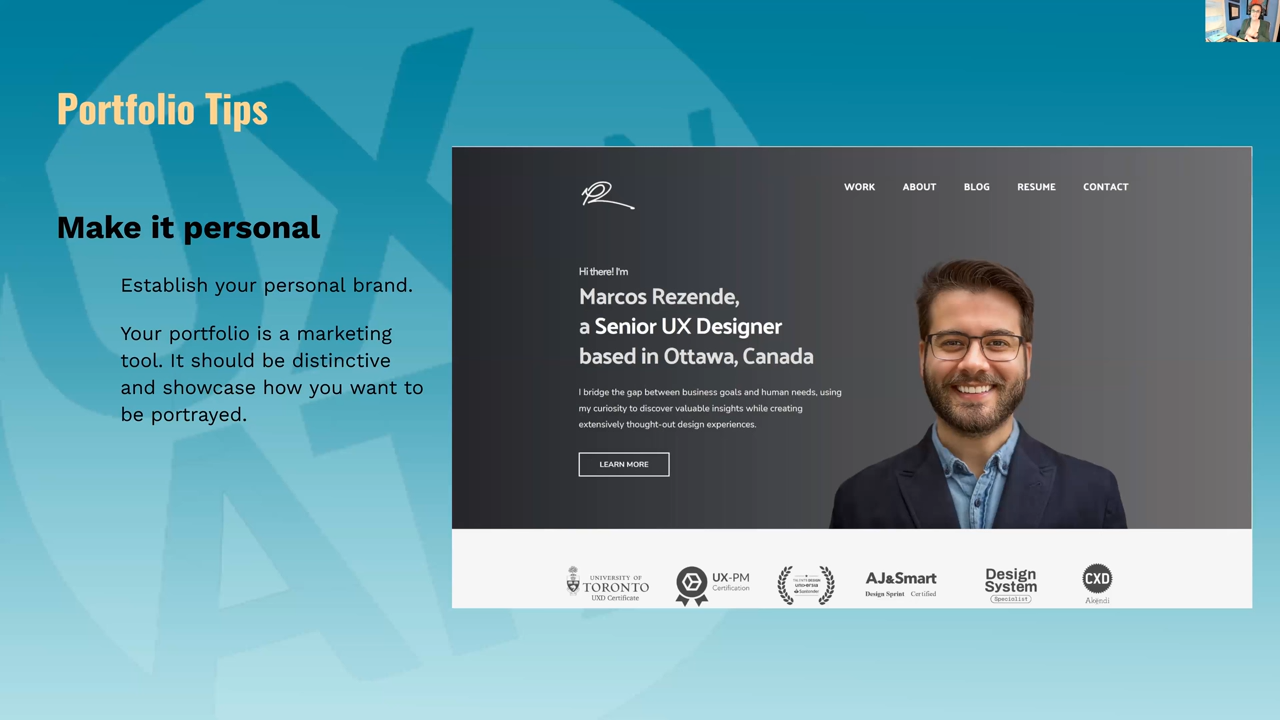 Portfolio Tips
Make it personal
Establish your personal brand.
Your portfolio is a marketing
tool. It should be distinctive
and showcase how you want to
be portrayed.
WORK ABOUT BLOG RESUME CONTACT
Hi there! I'm
Marcos Rezende,
a Senior UX Designer
based in Ottawa, Canada
I bridge the gap between business goals and human needs, using
my curiosity to discover valuable insights while creating
extensively thought-out design experiences.
LEARN MORE
UNIVERSITY OF
TORONTO
UXD Certificate
UX-PM
Certification
Santander
AJ&Smart
Design Sprint Certified
Design
System
Specialist
CXD
Akendi
UX